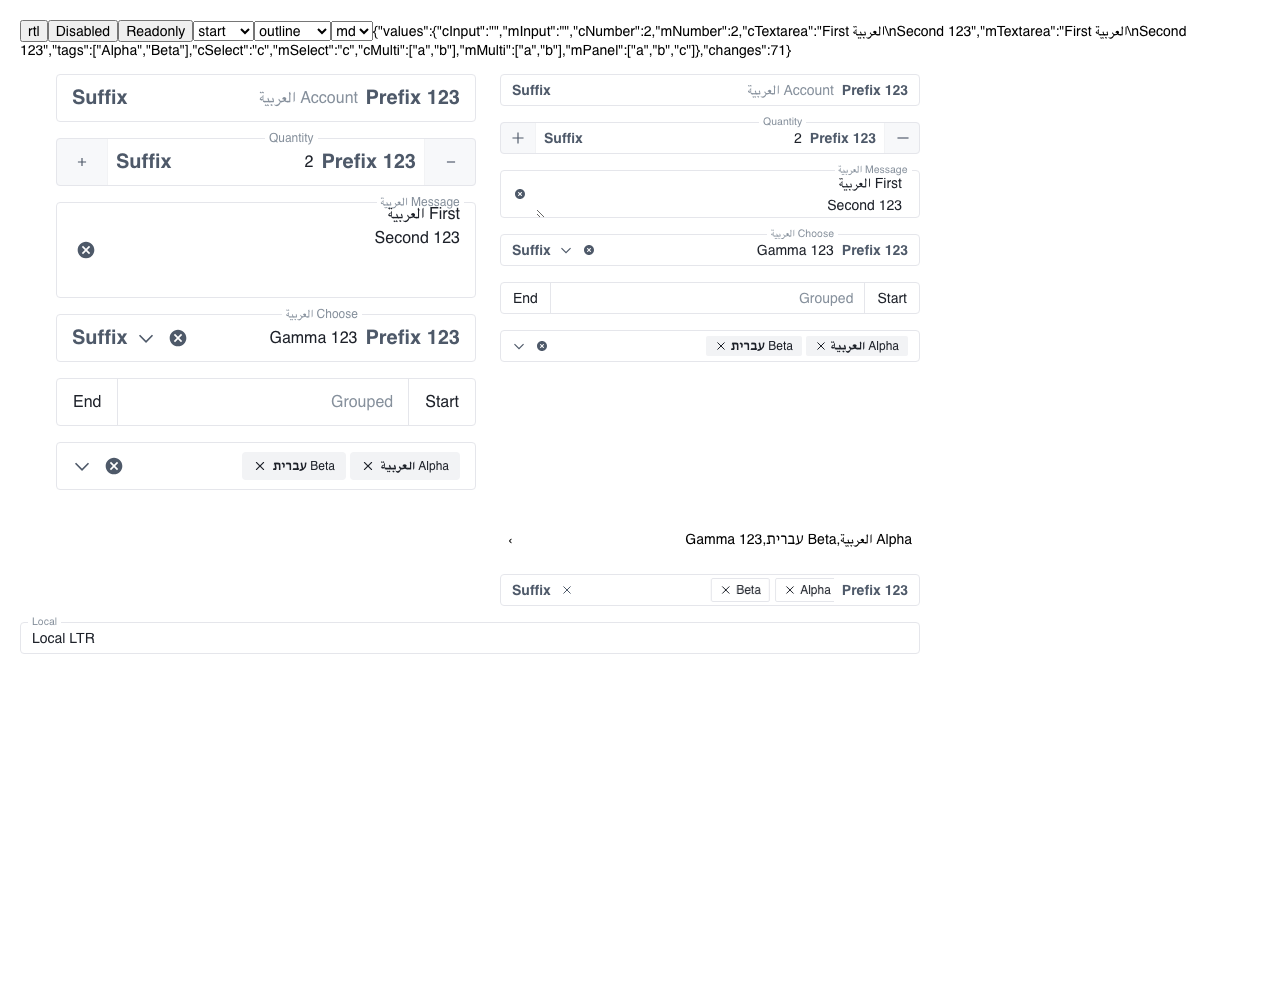 rtl Disabled Readonly start outline md {"values":{"cInput":"","mInput":"","cNumber":2,"mNumber":2,"cTextarea":"First العربية\nSecond 123","mTextarea":"First العربية\nSecond
123","tags":["Alpha","Beta"],"cSelect":"c","mSelect":"c","cMulti":["a","b"],"mMulti":["a","b"],"mPanel":["a","b","c"]},"changes":71}
Suffix العربية Account Prefix 123
Quantity
+ Suffix 2 Prefix 123 −
العربية Message
العربية First
Second 123
العربية Choose
Suffix Gamma 123 Prefix 123
End Grouped Start
עברית Beta العربية Alpha
Suffix العربية Account Prefix 123
Quantity
+ Suffix 2 Prefix 123 −
العربية Message
العربية First
Second 123
العربية Choose
Suffix Gamma 123 Prefix 123
End Grouped Start
עברית Beta العربية Alpha
‹ Gamma 123,עברית Beta,العربية Alpha
Suffix Beta Alpha Prefix 123
Local
Local LTR